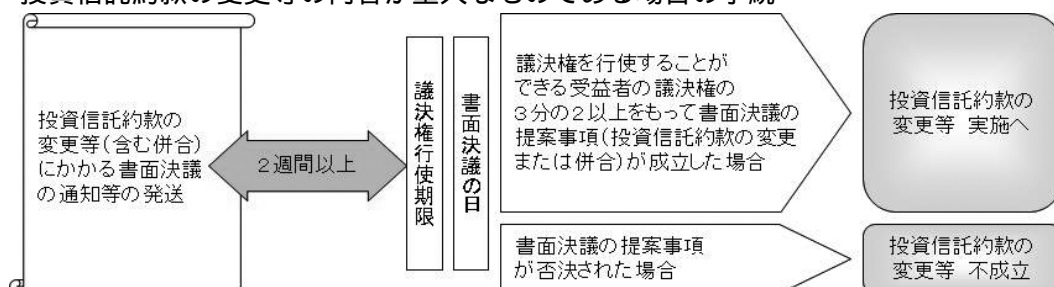 投資信託約款の変更等の内容が重大なものである場合の手続
投資信託約款の
変更等(含む併合)
にかかる書面決議
の通知等の発送
2週間以上
議決権行使期限
書面決議の日
議決権を行使することが
できる受益者の議決権の
3分の2以上をもって書面決議の
提案事項(投資信託約款の変更
または併合)が成立した場合
投資信託約款の
変更等 実施へ
書面決議の提案事項
が否決された場合
投資信託約款の
変更等 不成立